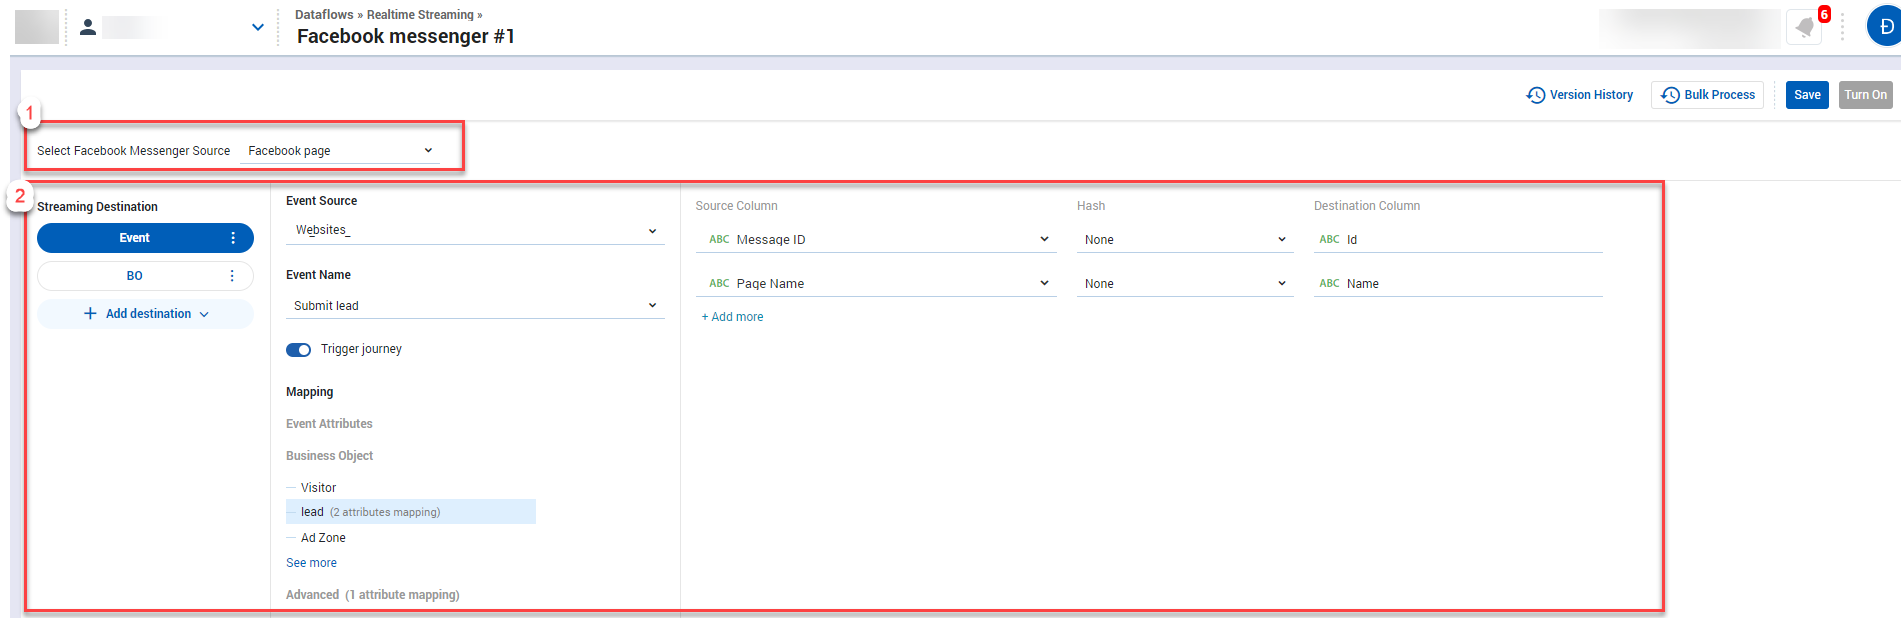 Dataflows » Realtime Streaming »
Facebook messenger #1
6
Đ
Version History
Bulk Process
Save
Turn On
1
Select Facebook Messenger Source
Facebook page
2
Streaming Destination
Event
BO
+ Add destination
Event Source
Websites_
Event Name
Submit lead
Trigger journey
Mapping
Event Attributes
Business Object
Visitor
lead (2 attributes mapping)
Ad Zone
See more
Advanced (1 attribute mapping)
Source Column Hash Destination Column
ABC Message ID None ABC Id
ABC Page Name None ABC Name
+ Add more